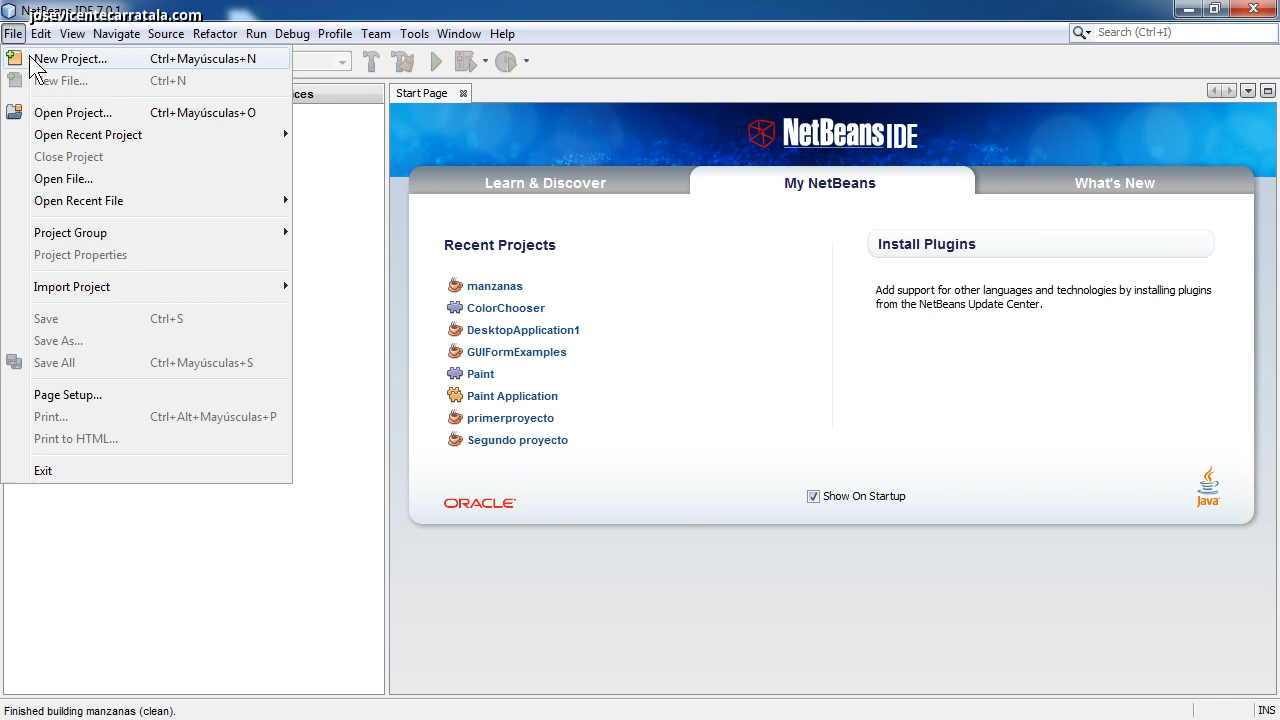 NetBeans IDE 7.0.1
josevicentecarratala.com
File Edit View Navigate Source Refactor Run Debug Profile Team Tools Window Help
Search (Ctrl+I)
New Project... Ctrl+Mayúsculas+N
New File... Ctrl+N
Open Project... Ctrl+Mayúsculas+O
Open Recent Project
Close Project
Open File...
Open Recent File
Project Group
Project Properties
Import Project
Save Ctrl+S
Save As...
Save All Ctrl+Mayúsculas+S
Page Setup...
Print... Ctrl+Alt+Mayúsculas+P
Print to HTML...
Exit
ces
Start Page
NetBeans IDE
Learn & Discover
My NetBeans
What's New
Recent Projects
manzanas
ColorChooser
DesktopApplication1
GUIFormExamples
Paint
Paint Application
primerproyecto
Segundo proyecto
Install Plugins
Add support for other languages and technologies by installing plugins
from the NetBeans Update Center.
ORACLE
Show On Startup
Java
Finished building manzanas (clean).
INS